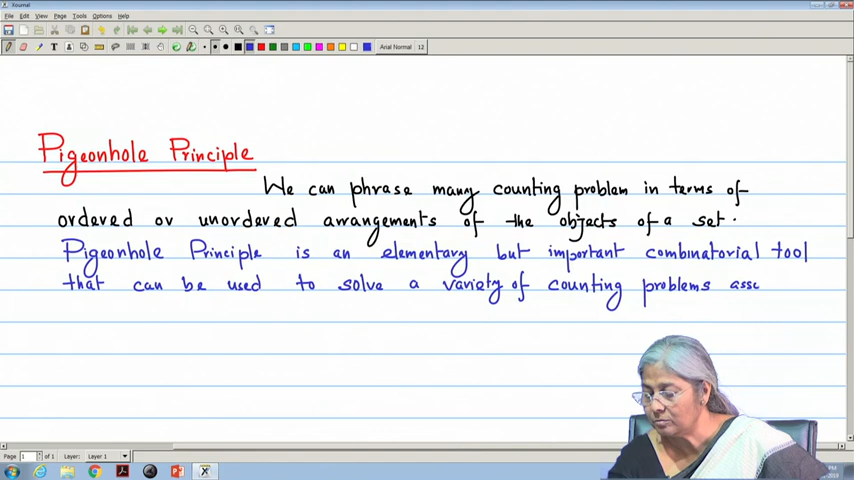 Xournal
File Edit View Page Tools Options Help
Arial Normal 12
Pigeonhole Principle
We can phrase many counting problem in terms of
ordered or unordered arrangements of the objects of a set.
Pigeonhole Principle is an elementary but important combinatorial tool
that can be used to solve a variety of counting problems assc
Page 1 of 1 Layer: Layer 1